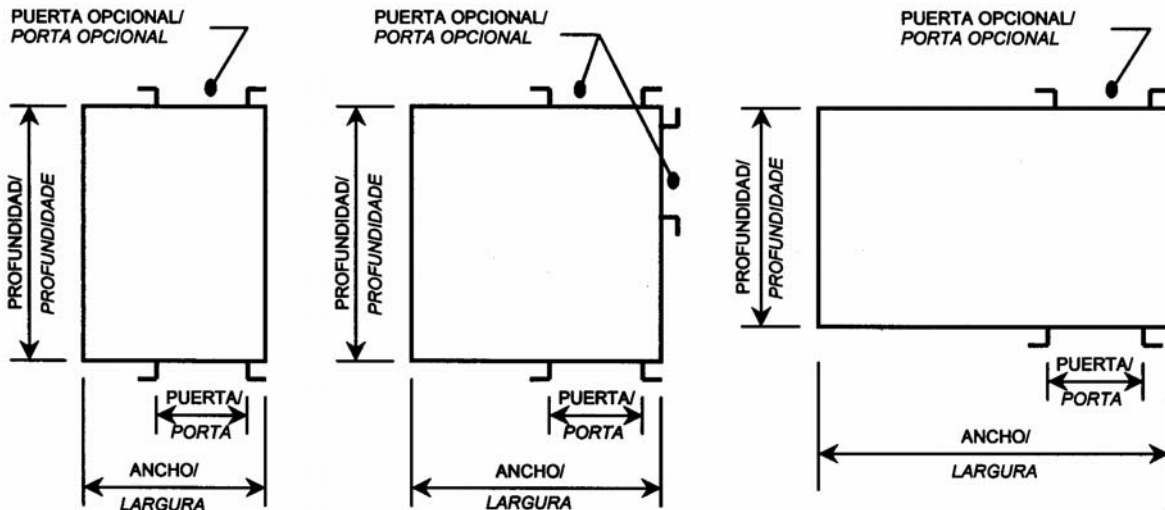 PUERTA OPCIONAL/
PORTA OPCIONAL
PROFUNDIDAD/
PROFUNDIDADE
PUERTA/
PORTA
ANCHO/
LARGURA
PUERTA OPCIONAL/
PORTA OPCIONAL
PROFUNDIDAD/
PROFUNDIDADE
PUERTA/
PORTA
ANCHO/
LARGURA
PUERTA OPCIONAL/
PORTA OPCIONAL
PROFUNDIDAD/
PROFUNDIDADE
PUERTA/
PORTA
ANCHO/
LARGURA